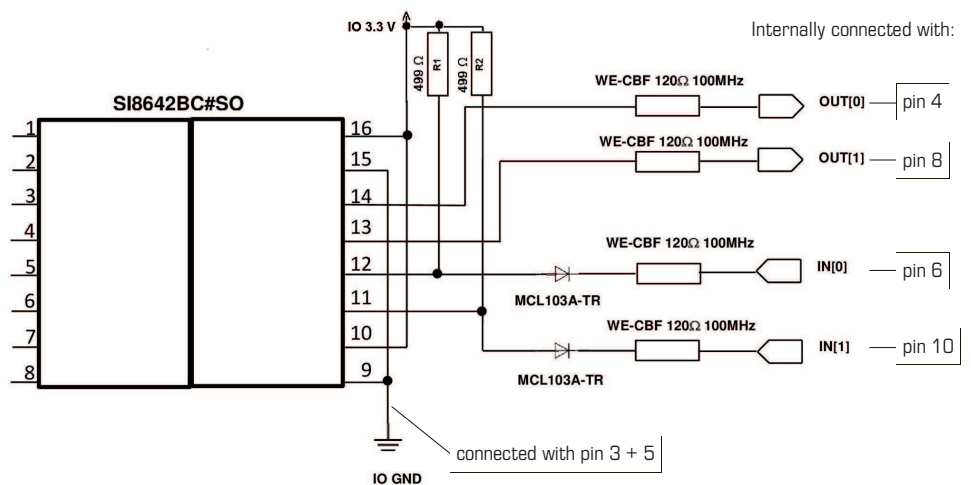 IO 3.3 V
Internally connected with:
499 Ω
R1
499 Ω
R2
WE-CBF 120Ω 100MHz
OUT[0]
pin 4
SI8642BC#SO
WE-CBF 120Ω 100MHz
OUT[1]
pin 8
1
2
3
4
5
6
7
8
16
15
14
13
12
11
10
9
WE-CBF 120Ω 100MHz
IN[0]
pin 6
MCL103A-TR
WE-CBF 120Ω 100MHz
IN[1]
pin 10
MCL103A-TR
connected with pin 3 + 5
IO GND